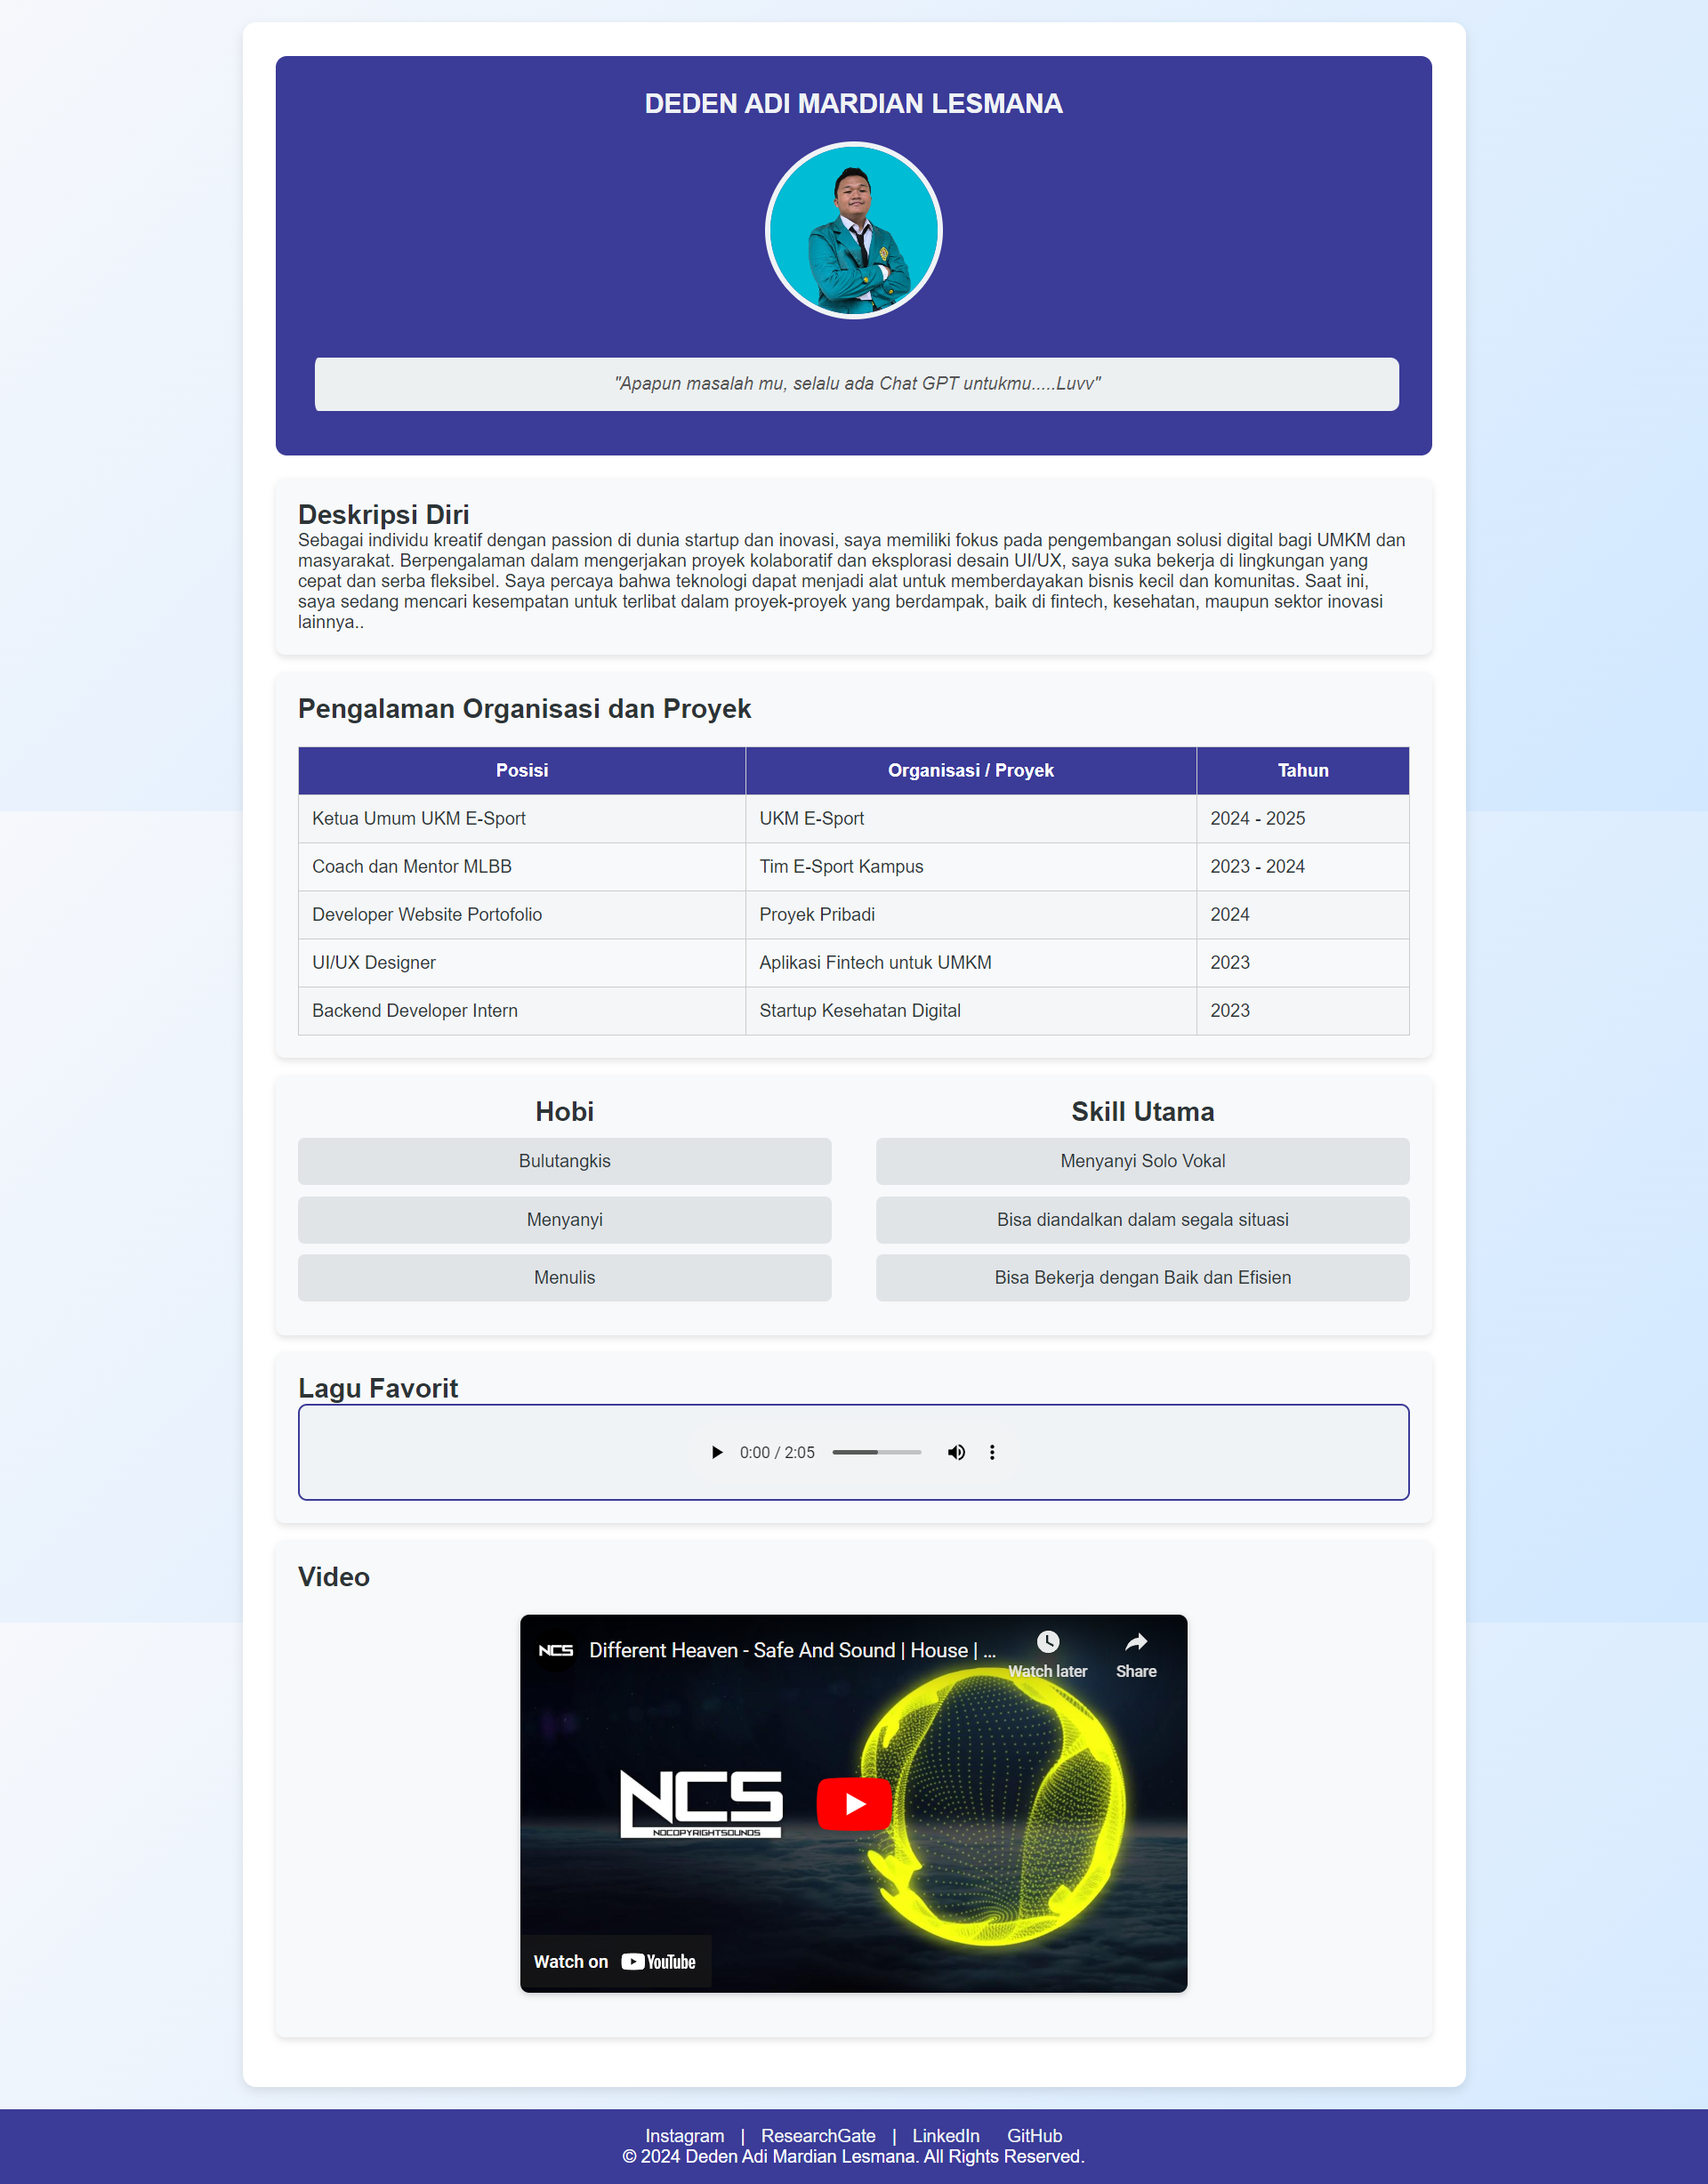 DEDEN ADI MARDIAN LESMANA
"Apapun masalah mu, selalu ada Chat GPT untukmu.....Luvv"
Deskripsi Diri
Sebagai individu kreatif dengan passion di dunia startup dan inovasi, saya memiliki fokus pada pengembangan solusi digital bagi UMKM dan
masyarakat. Berpengalaman dalam mengerjakan proyek kolaboratif dan eksplorasi desain UI/UX, saya suka bekerja di lingkungan yang
cepat dan serba fleksibel. Saya percaya bahwa teknologi dapat menjadi alat untuk memberdayakan bisnis kecil dan komunitas. Saat ini,
saya sedang mencari kesempatan untuk terlibat dalam proyek-proyek yang berdampak, baik di fintech, kesehatan, maupun sektor inovasi
lainnya..
Pengalaman Organisasi dan Proyek
Posisi Organisasi / Proyek Tahun
Ketua Umum UKM E-Sport UKM E-Sport 2024 - 2025
Coach dan Mentor MLBB Tim E-Sport Kampus 2023 - 2024
Developer Website Portofolio Proyek Pribadi 2024
UI/UX Designer Aplikasi Fintech untuk UMKM 2023
Backend Developer Intern Startup Kesehatan Digital 2023
Hobi
Bulutangkis
Menyanyi
Menulis
Skill Utama
Menyanyi Solo Vokal
Bisa diandalkan dalam segala situasi
Bisa Bekerja dengan Baik dan Efisien
Lagu Favorit
0:00 / 2:05
Video
NCS Different Heaven - Safe And Sound | House | ...
Watch later Share
NCS
NOCOPYRIGHTSOUNDS
Watch on YouTube
Instagram | ResearchGate | LinkedIn GitHub
© 2024 Deden Adi Mardian Lesmana. All Rights Reserved.